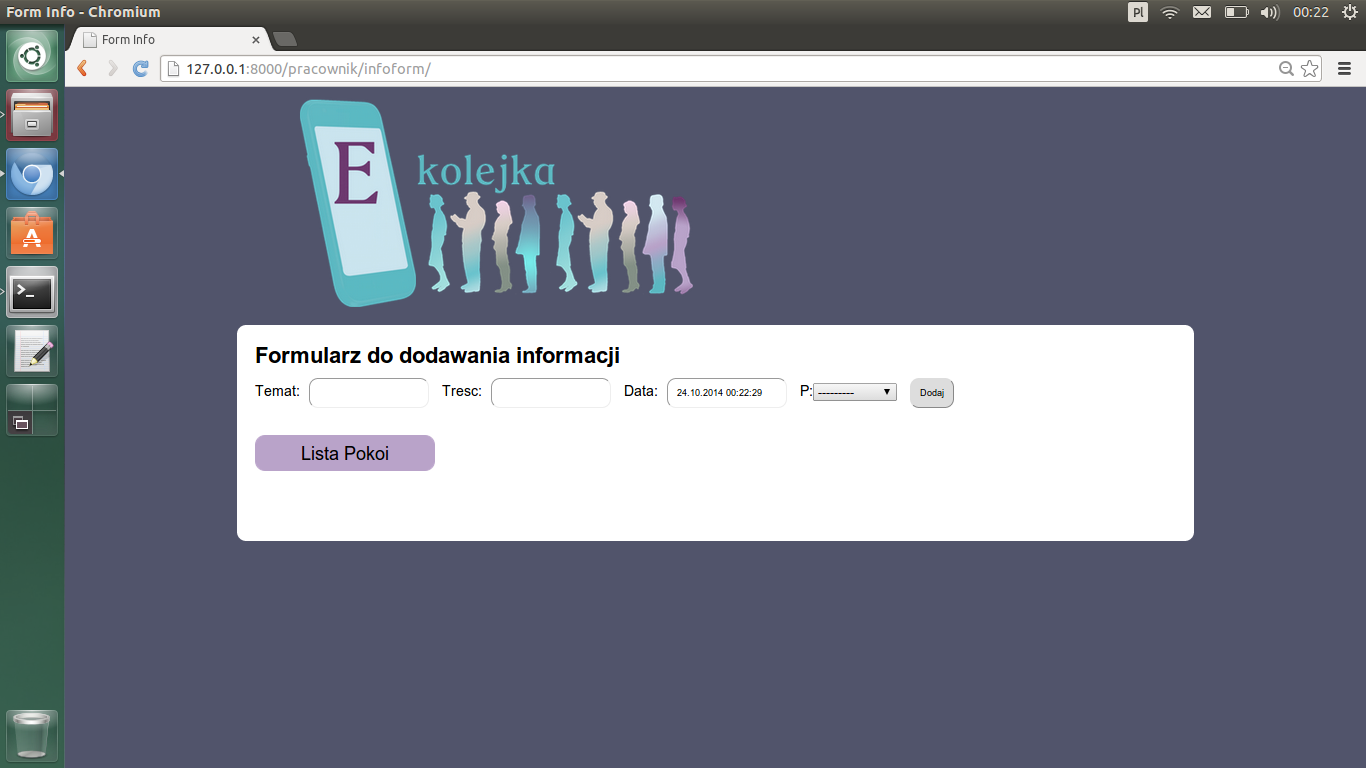 Form Info - Chromium
Pl
00:22
Form Info
127.0.0.1:8000/pracownik/infoform/
E
kolejka
Formularz do dodawania informacji
Temat: Tresc: Data: 24.10.2014 00:22:29 P: --------- Dodaj
Lista Pokoi